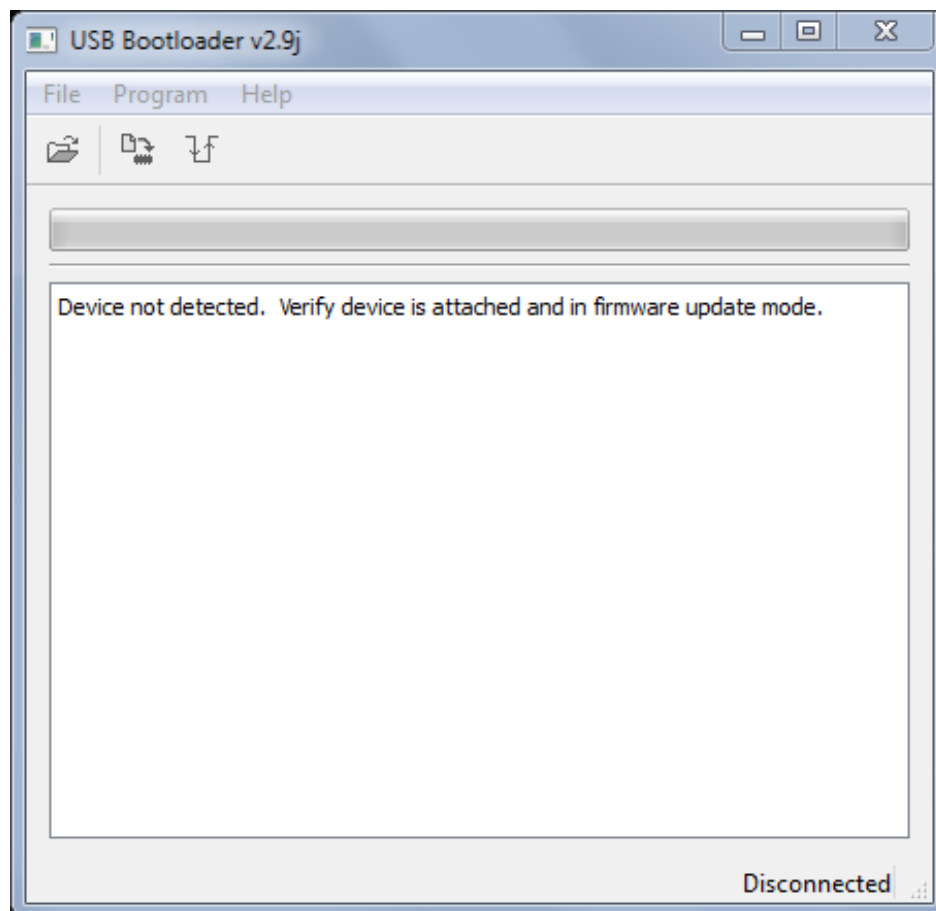 USB Bootloader v2.9j
File Program Help
Device not detected. Verify device is attached and in firmware update mode.
Disconnected